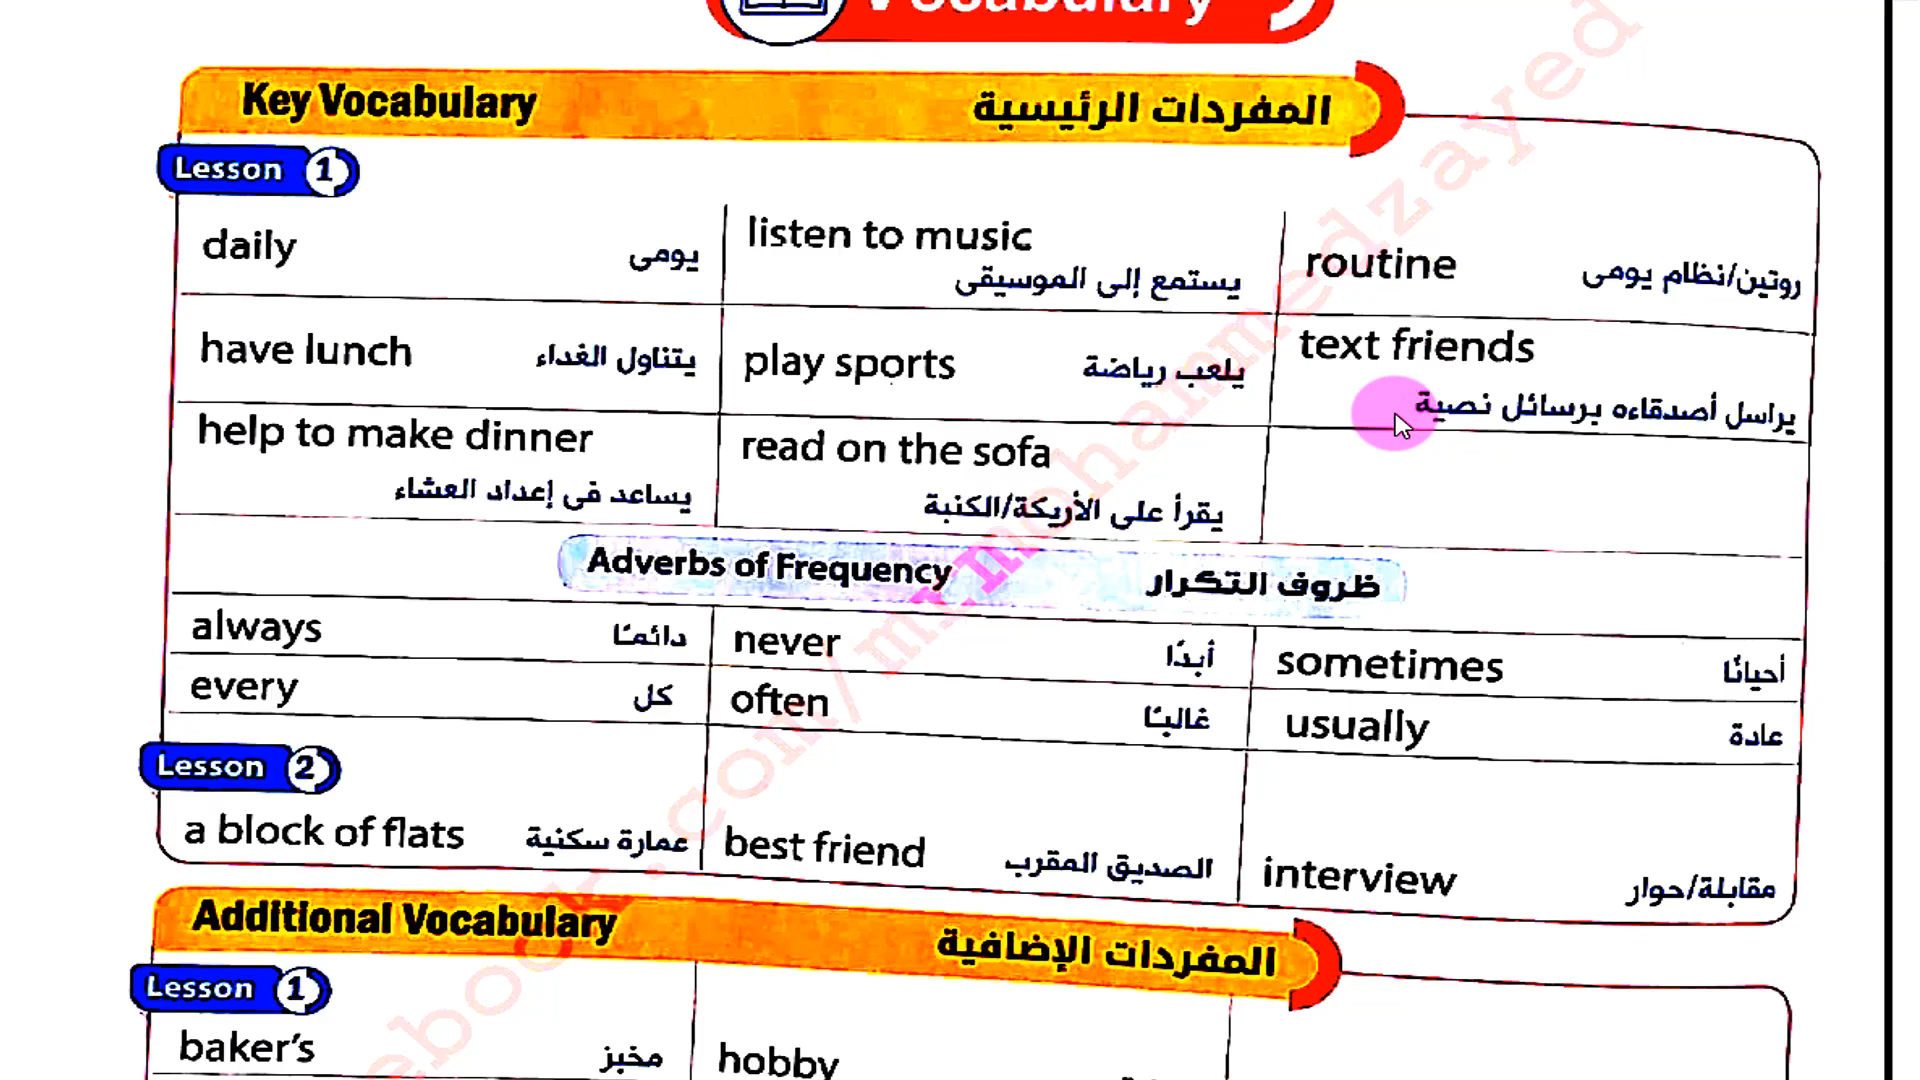 Vocabulary
Key Vocabulary المفردات الرئيسية
Lesson 1
daily يومى
listen to music
يستمع إلى الموسيقى
routine روتين/نظام يومى
have lunch يتناول الغداء
play sports يلعب رياضة
text friends
يراسل أصدقاءه برسائل نصية
help to make dinner
يساعد فى إعداد العشاء
read on the sofa
يقرأ على الأريكة/الكنبة
Adverbs of Frequency ظروف التكرار
always دائمًا
never أبدًا
sometimes أحيانًا
every كل
often غالبًا
usually عادة
Lesson 2
a block of flats عمارة سكنية
best friend الصديق المقرب
interview مقابلة/حوار
Additional Vocabulary المفردات الإضافية
Lesson 1
baker's مخبز
hobby